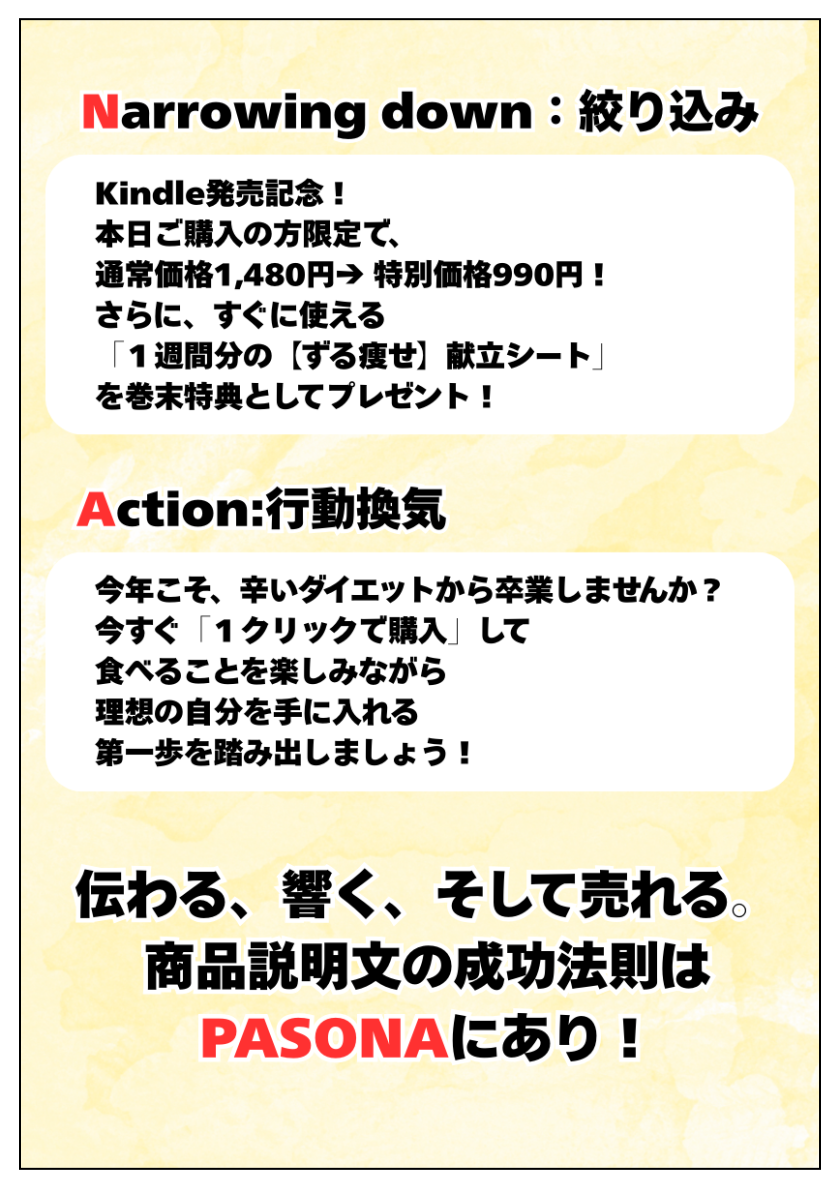 Narrowing down：絞り込み
Kindle発売記念！
本日ご購入の方限定で、
通常価格1,480円➔ 特別価格990円！
さらに、すぐに使える
「１週間分の【ずる痩せ】献立シート」
を巻末特典としてプレゼント！
Action:行動換気
今年こそ、辛いダイエットから卒業しませんか？
今すぐ「１クリックで購入」して
食べることを楽しみながら
理想の自分を手に入れる
第一歩を踏み出しましょう！
伝わる、響く、そして売れる。
商品説明文の成功法則は
PASONAにあり！